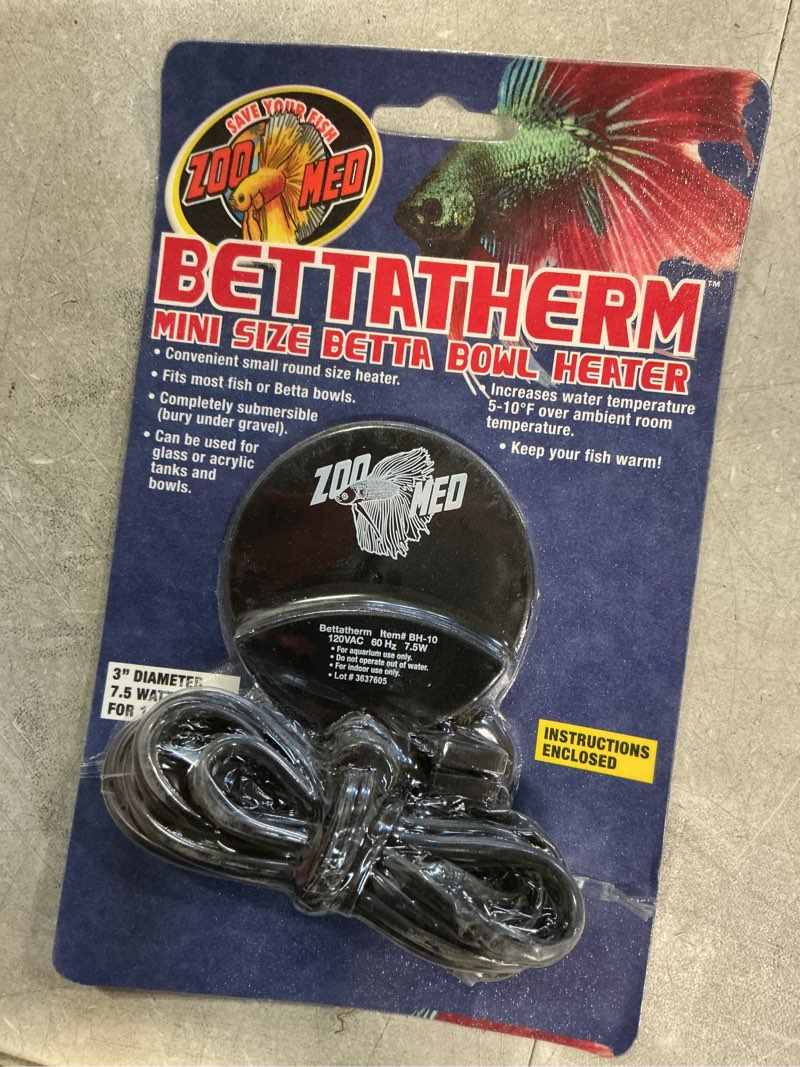 SAVE YOUR FISH
ZOO MED
BETTATHERM™
MINI SIZE BETTA BOWL HEATER
• Convenient small round size heater.
• Fits most fish or Betta bowls.
• Completely submersible
(bury under gravel).
• Can be used for
glass or acrylic
tanks and
bowls.
• Increases water temperature
5-10°F over ambient room
temperature.
• Keep your fish warm!
ZOO MED
Bettatherm Item# BH-10
120VAC 60 Hz 7.5W
• For aquarium use only.
• Do not operate out of water.
• For indoor use only.
• Lot # 3637605
3" DIAMETER
7.5 WATT
FOR
INSTRUCTIONS
ENCLOSED